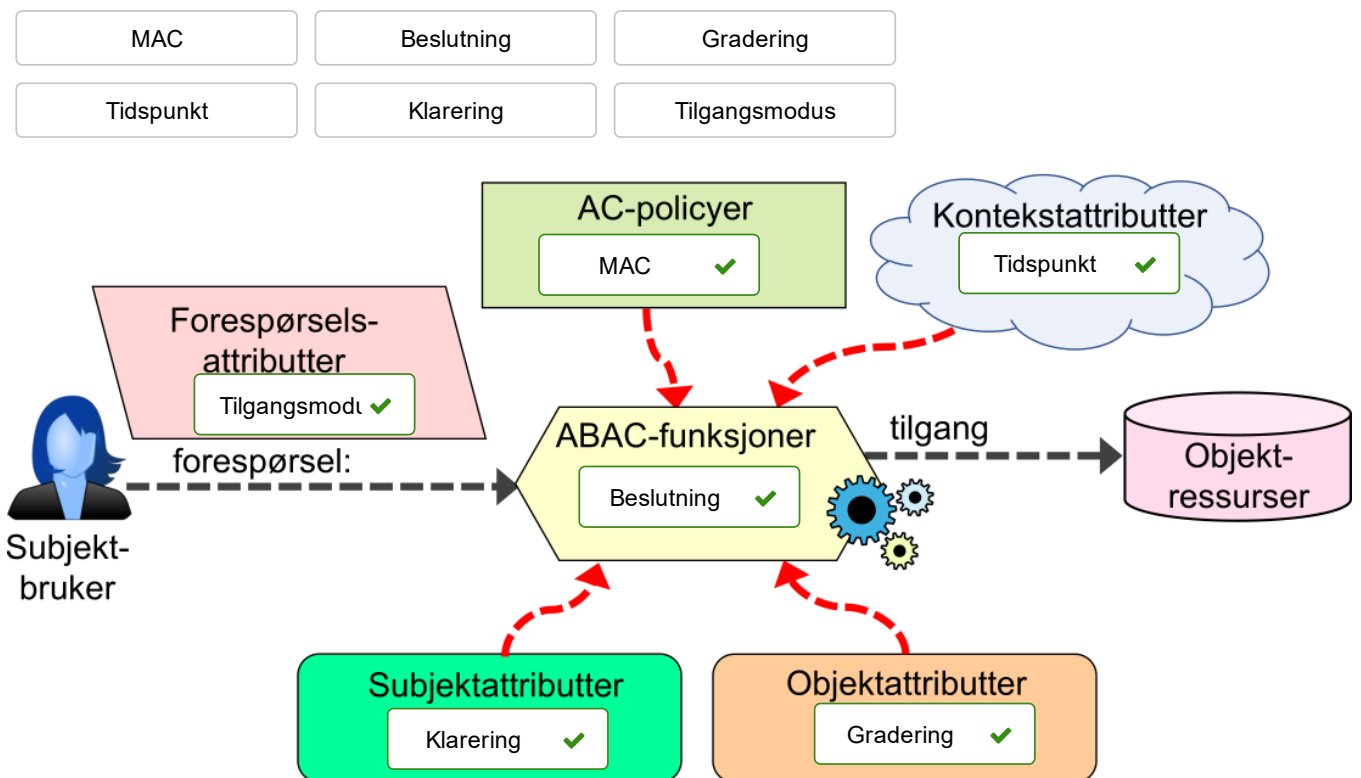 MAC
Beslutning
Gradering
Tidspunkt
Klarering
Tilgangsmodus
AC-policyer
MAC
Kontekstattributter
Tidspunkt
Forespørsels-
attributter
Tilgangsmodu
forespørsel:
ABAC-funksjoner
Beslutning
tilgang
Objekt-
ressurser
Subjekt-
bruker
Subjektattributter
Klarering
Objektattributter
Gradering